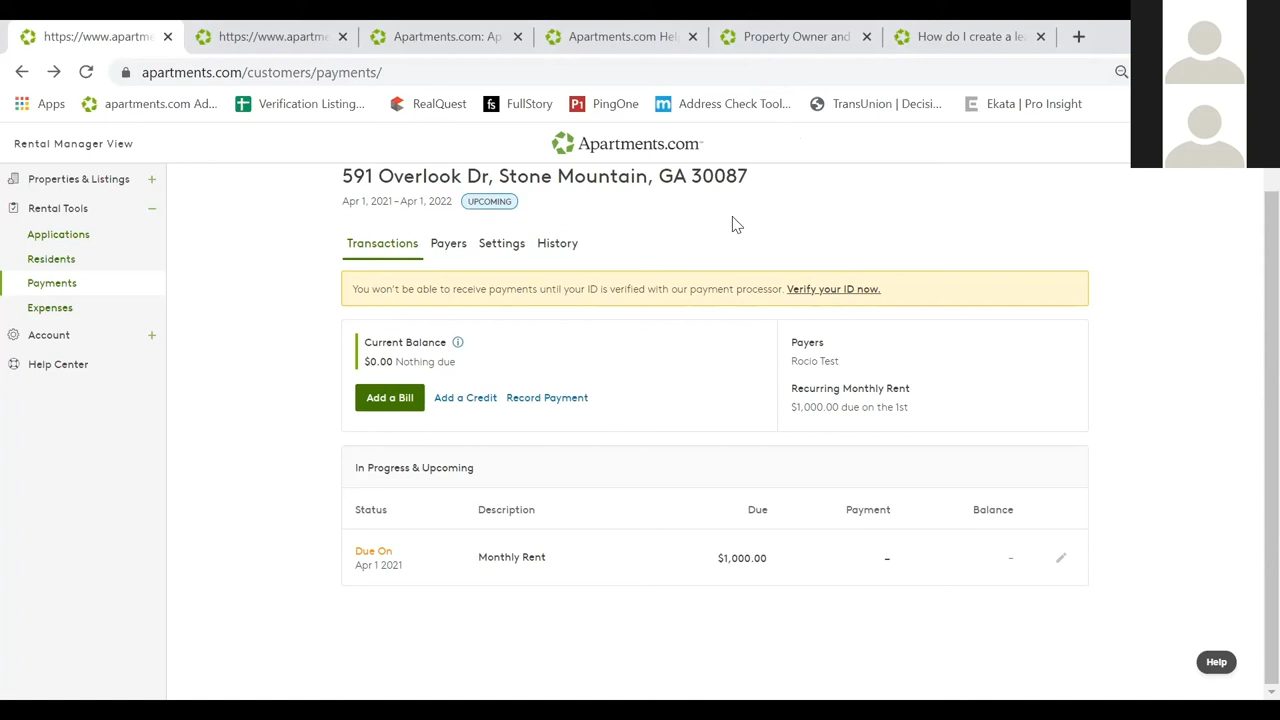 https://www.apartme
https://www.apartme
Apartments.com: Ap
Apartments.com Hel
Property Owner and
How do I create a le
apartments.com/customers/payments/
Apps
apartments.com Ad...
Verification Listing...
RealQuest
fs FullStory
P1 PingOne
m Address Check Tool...
TransUnion | Decisi...
Ekata | Pro Insight
Rental Manager View
Apartments.com™
Properties & Listings +
Rental Tools –
Applications
Residents
Payments
Expenses
Account +
Help Center
591 Overlook Dr, Stone Mountain, GA 30087
Apr 1, 2021 – Apr 1, 2022 UPCOMING
Transactions Payers Settings History
You won't be able to receive payments until your ID is verified with our payment processor. Verify your ID now.
Current Balance
$0.00 Nothing due
Add a Bill Add a Credit Record Payment
Payers
Rocio Test
Recurring Monthly Rent
$1,000.00 due on the 1st
In Progress & Upcoming
Status Description Due Payment Balance
Due On
Apr 1 2021
Monthly Rent $1,000.00 – –
Help